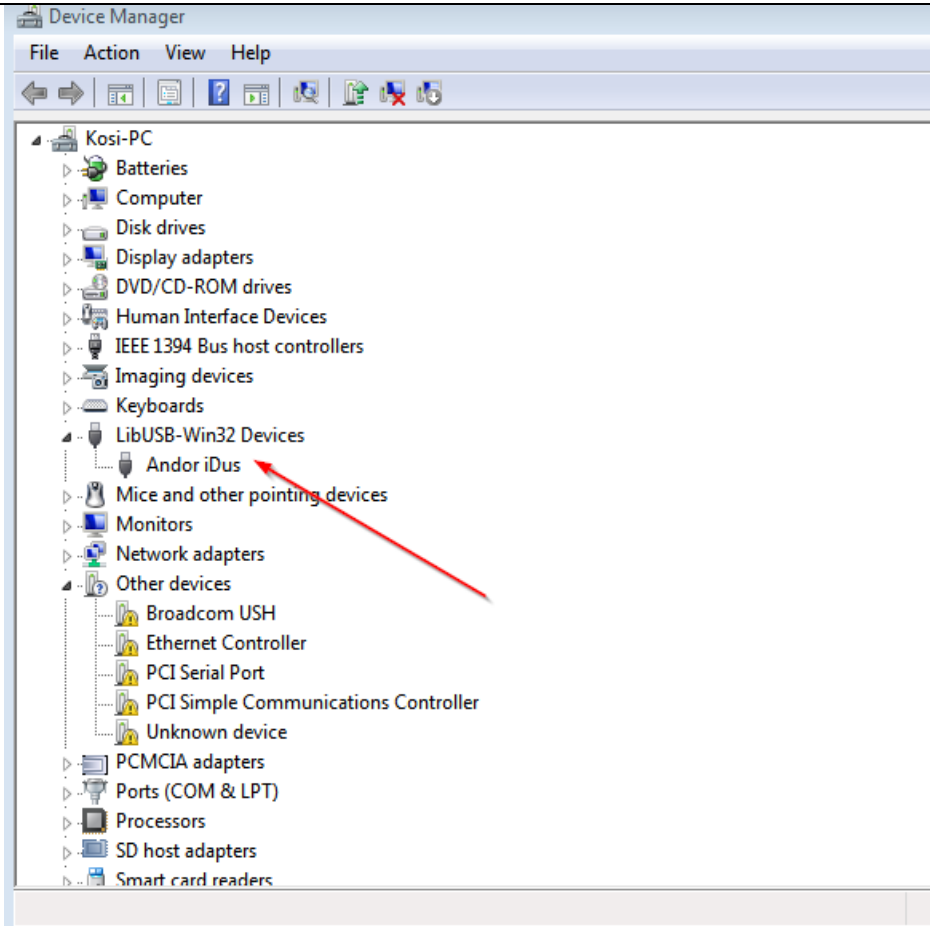 Device Manager
File Action View Help
Kosi-PC
Batteries
Computer
Disk drives
Display adapters
DVD/CD-ROM drives
Human Interface Devices
IEEE 1394 Bus host controllers
Imaging devices
Keyboards
LibUSB-Win32 Devices
Andor iDus
Mice and other pointing devices
Monitors
Network adapters
Other devices
Broadcom USH
Ethernet Controller
PCI Serial Port
PCI Simple Communications Controller
Unknown device
PCMCIA adapters
Ports (COM & LPT)
Processors
SD host adapters
Smart card readers